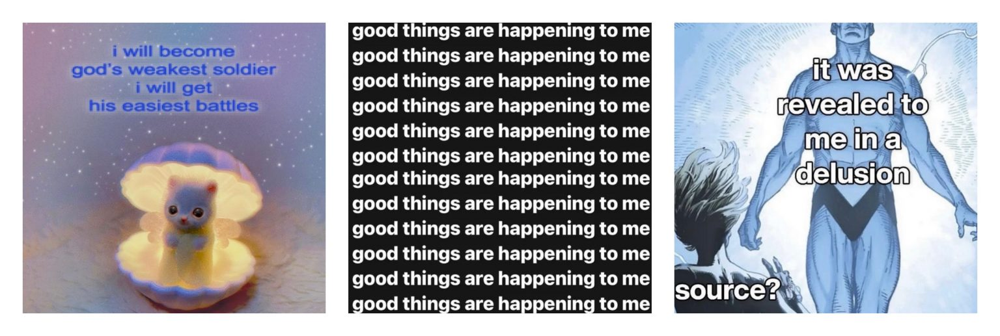 i will become
god's weakest soldier
i will get
his easiest battles
good things are happening to me
good things are happening to me
good things are happening to me
good things are happening to me
good things are happening to me
good things are happening to me
good things are happening to me
good things are happening to me
good things are happening to me
good things are happening to me
good things are happening to me
good things are happening to me
it was
revealed to
me in a
delusion
source?